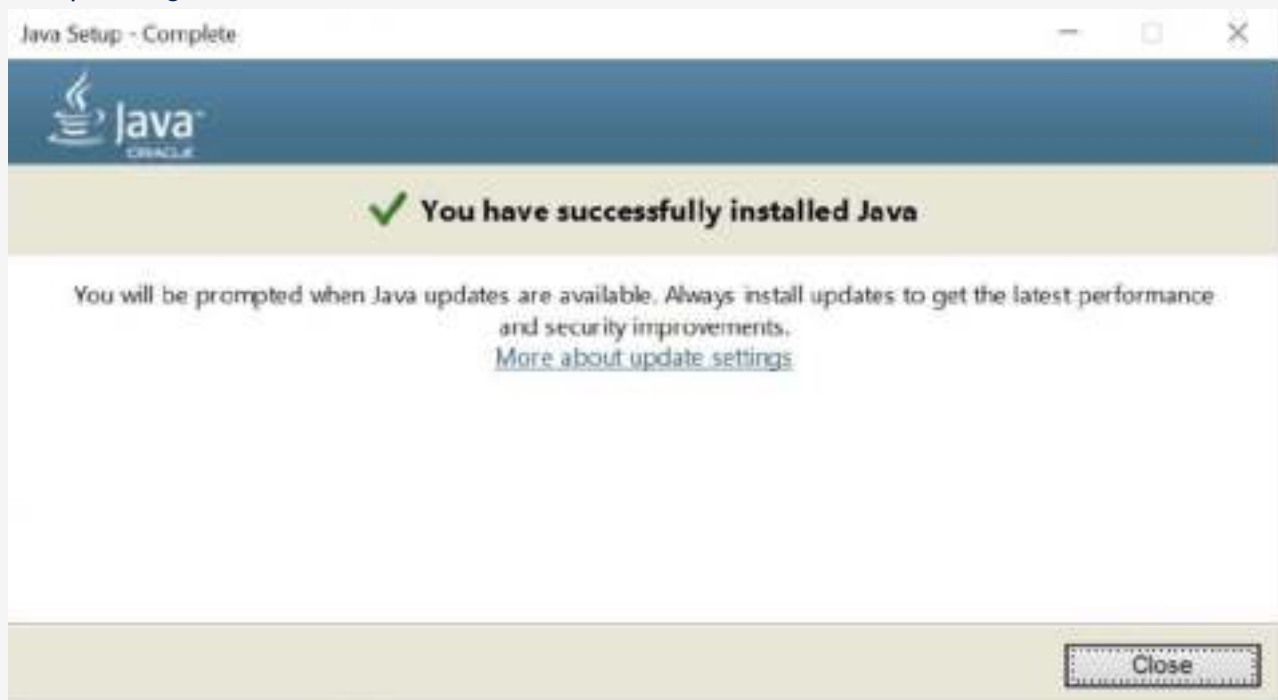 Java Setup - Complete
Java
ORACLE
You have successfully installed Java
You will be prompted when Java updates are available. Always install updates to get the latest performance
and security improvements.
More about update settings
Close